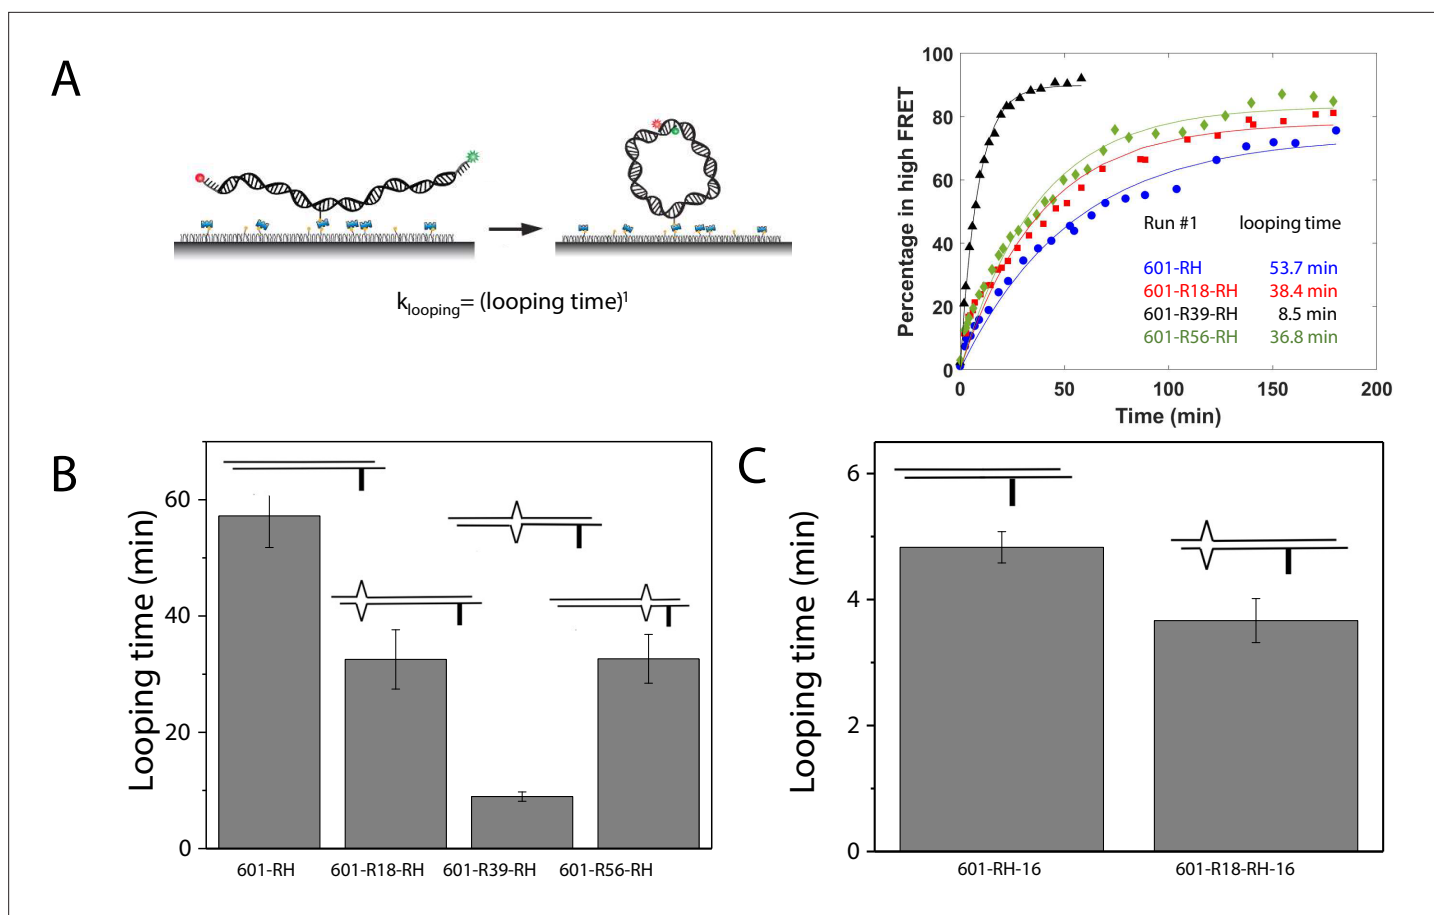 A
k looping = (looping time)1
Percentage in high FRET
100
80
60
40
20
0
0 50 100 150 200
Time (min)
Run #1 looping time
601-RH 53.7 min
601-R18-RH 38.4 min
601-R39-RH 8.5 min
601-R56-RH 36.8 min
B
Looping time (min)
60
40
20
0
601-RH 601-R18-RH 601-R39-RH 601-R56-RH
C
Looping time (min)
6
4
2
0
601-RH-16 601-R18-RH-16